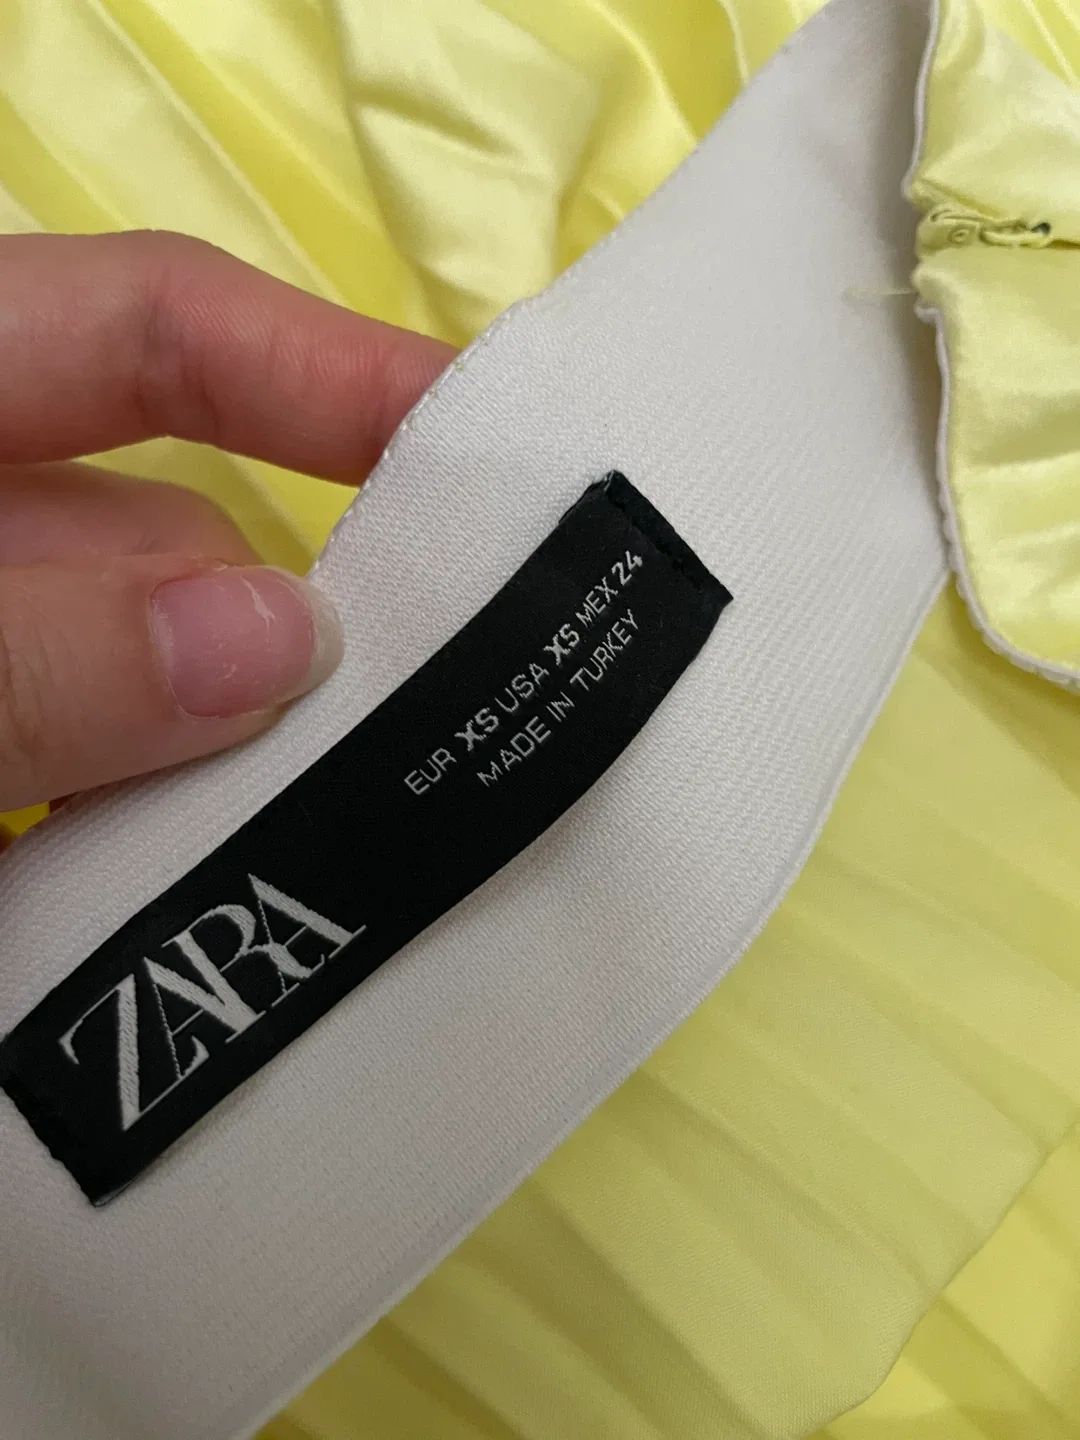 ZARA
EUR XS USA XS MEX 24
MADE IN TURKEY